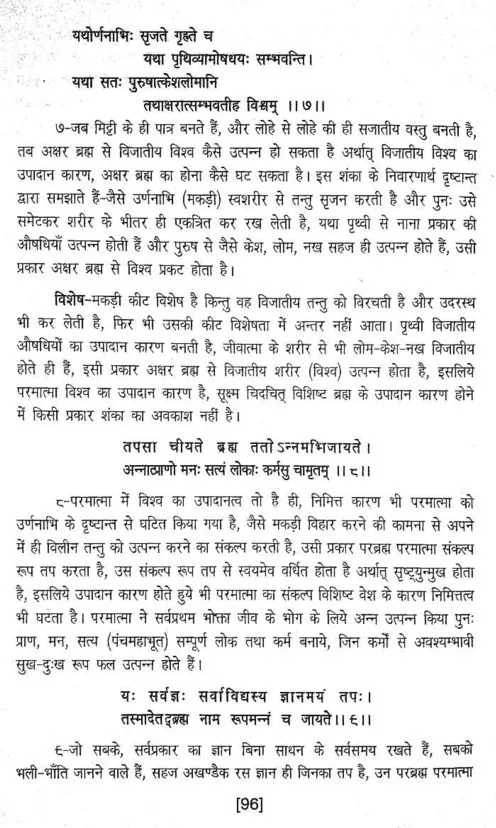 यथोर्णनाभिः सृजते गृह्नते च
यथा पृथिव्यामोषधयः सम्भवन्ति।
यथा सतः पुरुषात्केशलोमानि
तथाक्षरात्सम्भवतीह विश्वम् ।।७।।
७-जब मिट्टी के ही पात्र बनते हैं, और लोहे से लोहे की ही सजातीय वस्तु बनती है,
तब अक्षर ब्रह्म से विजातीय विश्व कैसे उत्पन्न हो सकता है अर्थात् विजातीय विश्व का
उपादान कारण, अक्षर ब्रह्म का होना कैसे घट सकता है। इस शंका के निवारणार्थ दृष्टान्त
द्वारा समझाते हैं-जैसे उर्णनाभि (मकड़ी) स्वशरीर से तन्तु सृजन करती है और पुनः उसे
समेटकर शरीर के भीतर ही एकत्रित कर रख लेती है, यथा पृथ्वी से नाना प्रकार की
औषधियाँ उत्पन्न होती हैं और पुरुष से जैसे केश, लोम, नख सहज ही उत्पन्न होते हैं, उसी
प्रकार अक्षर ब्रह्म से विश्व प्रकट होता है।
विशेष-मकड़ी कीट विशेष है किन्तु वह विजातीय तन्तु को विरचती है और उदरस्थ
भी कर लेती है, फिर भी उसकी कीट विशेषता में अन्तर नहीं आता। पृथ्वी विजातीय
औषधियों का उपादान कारण बनती है, जीवात्मा के शरीर से भी लोम-केश-नख विजातीय
होते ही हैं, इसी प्रकार अक्षर ब्रह्म से विजातीय शरीर (विश्व) उत्पन्न होता है, इसलिये
परमात्मा विश्व का उपादान कारण है, सूक्ष्म चिदचित् विशिष्ट ब्रह्म के उपादान कारण होने
में किसी प्रकार शंका का अवकाश नहीं है।
तपसा चीयते ब्रह्म ततोऽन्नमभिजायते।
अन्नात्प्राणो मनः सत्यं लोकाः कर्मसु चामृतम् ।।८।।
८-परमात्मा में विश्व का उपादानत्व तो है ही, निमित्त कारण भी परमात्मा को
उर्णनाभि के दृष्टान्त से घटित किया गया है, जैसे मकड़ी विहार करने की कामना से अपने
में ही विलीन तन्तु को उत्पन्न करने का संकल्प करती है, उसी प्रकार परब्रह्म परमात्मा संकल्प
रूप तप करता है, उस संकल्प रूप तप से स्वयमेव वर्धित होता है अर्थात् सृष्ट्युन्मुख होता
है, इसलिये उपादान कारण होते हुये भी परमात्मा का संकल्प विशिष्ट वेश के कारण निमित्तत्व
भी घटता है। परमात्मा ने सर्वप्रथम भोक्ता जीव के भोग के लिये अन्न उत्पन्न किया पुनः
प्राण, मन, सत्य (पंचमहाभूत) सम्पूर्ण लोक तथा कर्म बनाये, जिन कर्मों से अवश्यम्भावी
सुख-दुःख रूप फल उत्पन्न होते हैं।
यः सर्वज्ञः सर्वाविद्यस्य ज्ञानमयं तपः।
तस्मादेतद्ब्रह्म नाम रूपमन्नं च जायते।।९।।
९-जो सबके, सर्वप्रकार का ज्ञान बिना साधन के सर्वसमय रखते हैं, सबको
भली-भाँति जानने वाले हैं, सहज अखण्डैक रस ज्ञान ही जिनका तप है, उन परब्रह्म परमात्मा
[96]